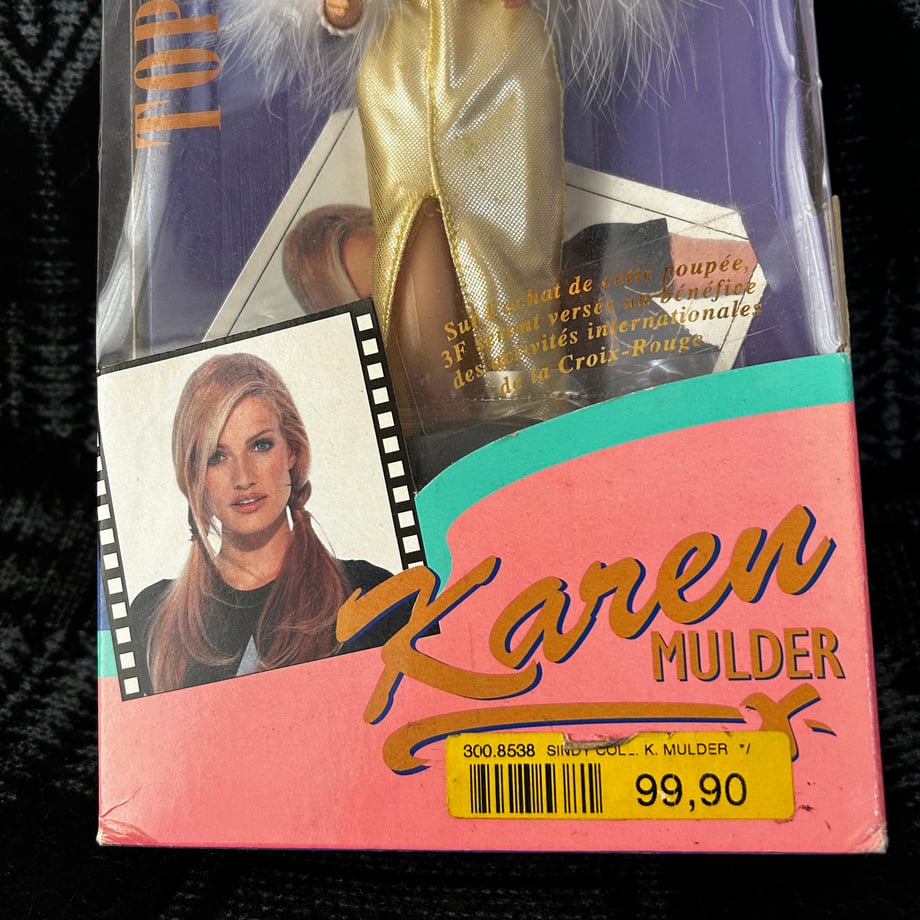 TOP
Sur l'achat de cette poupée,
3F seront versés au bénéfice
des activités internationales
de la Croix-Rouge
Karen
MULDER
300.8538 SINDY COLL. K. MULDER */
99,90